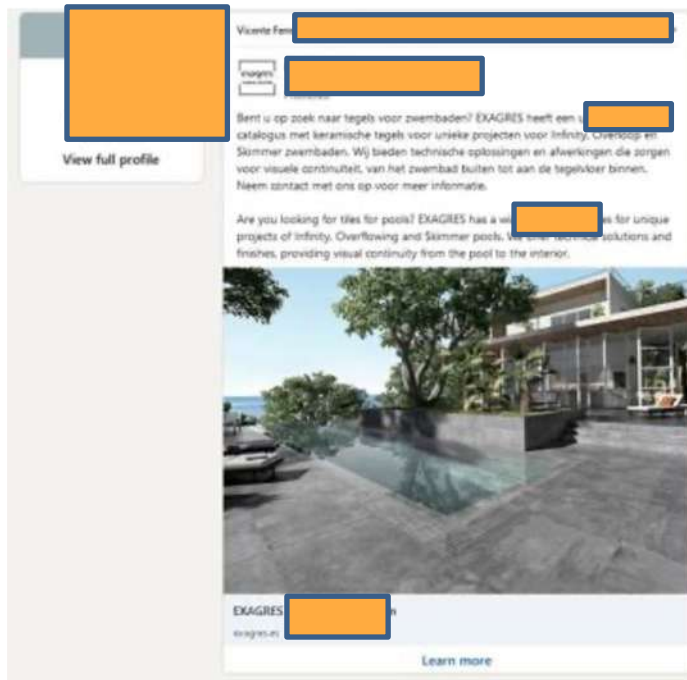 View full profile
Vicente
exagres
Bent u op zoek naar tegels voor zwembaden? EXAGRES heeft een
catalogus met keramische tegels voor unieke projecten voor Infinity, Overloop en
Skimmer zwembaden. Wij bieden technische oplossingen en afwerkingen die zorgen
voor visuele continuïteit, van het zwembad buiten tot aan de tegelvloer binnen.
Neem contact met ons op voor meer informatie.
Are you looking for tiles for pools? EXAGRES has a for unique
projects of Infinity, Overflowing and Skimmer pools. solutions and
finishes, providing visual continuity from the pool to the interior.
EXAGRES
exagres.es
Learn more